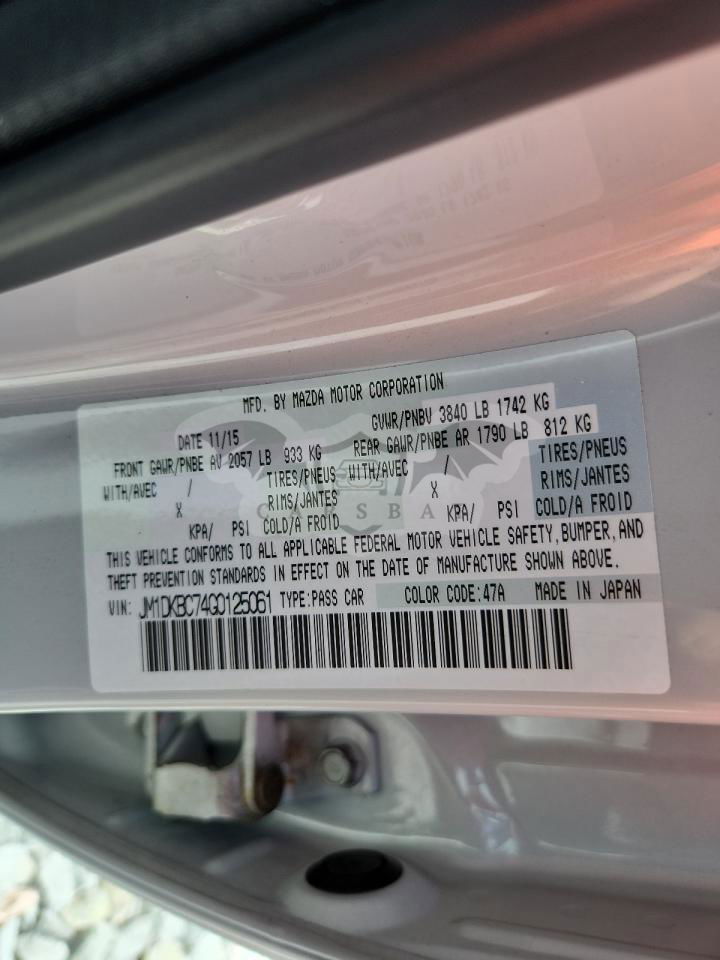 MFD. BY MAZDA MOTOR CORPORATION
DATE 11/15 GVWR/PNBV 3840 LB 1742 KG
FRONT GAWR/PNBE AV 2057 LB 933 KG REAR GAWR/PNBE AR 1790 LB 812 KG
WITH/AVEC / TIRES/PNEUS WITH/AVEC / TIRES/PNEUS
X RIMS/JANTES X RIMS/JANTES
KPA/ PSI COLD/A FROID KPA/ PSI COLD/A FROID
THIS VEHICLE CONFORMS TO ALL APPLICABLE FEDERAL MOTOR VEHICLE SAFETY, BUMPER, AND
THEFT PREVENTION STANDARDS IN EFFECT ON THE DATE OF MANUFACTURE SHOWN ABOVE.
VIN: JM1DKBC74G0125061 TYPE:PASS CAR COLOR CODE:47A MADE IN JAPAN